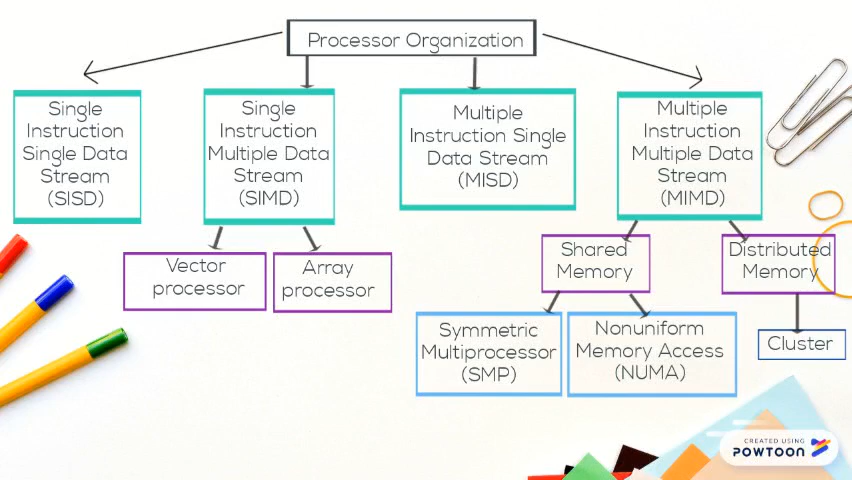 Processor Organization
Single
Instruction
Single Data
Stream
(SISD)
Single
Instruction
Multiple Data
Stream
(SIMD)
Multiple
Instruction Single
Data Stream
(MISD)
Multiple
Instruction
Multiple Data
Stream
(MIMD)
Vector
processor
Array
processor
Shared
Memory
Distributed
Memory
Symmetric
Multiprocessor
(SMP)
Nonuniform
Memory Access
(NUMA)
Cluster
CREATED USING
POWTOON